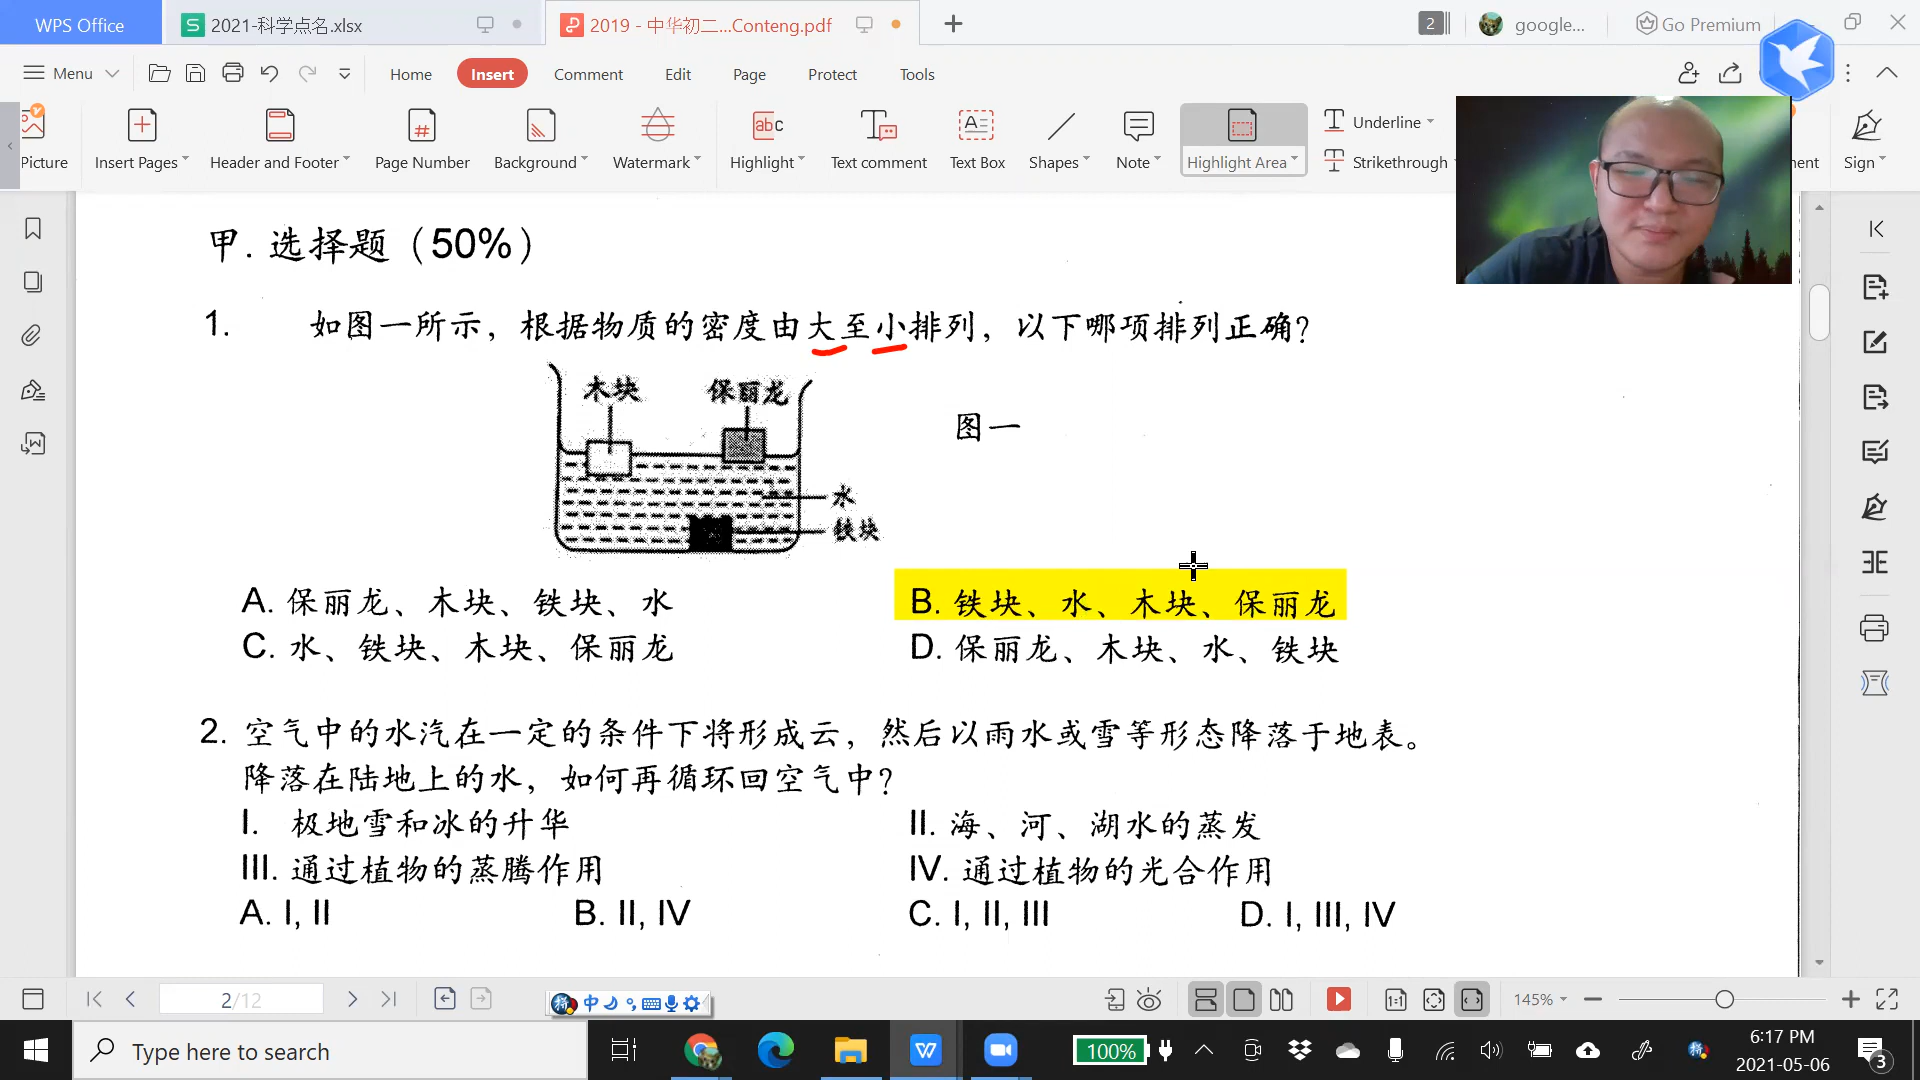 WPS Office
2021-科学点名.xlsx
2019 - 中华初二...Conteng.pdf
2
google...
Go Premium
Menu
Home
Insert
Comment
Edit
Page
Protect
Tools
Picture
Insert Pages
Header and Footer
Page Number
Background
Watermark
Highlight
Text comment
Text Box
Shapes
Note
Highlight Area
Underline
Strikethrough
Sign
甲. 选择题（50%）
1. 如图一所示，根据物质的密度由大至小排列，以下哪项排列正确？
木块
保丽龙
图一
水
铁块
A. 保丽龙、木块、铁块、水
B. 铁块、水、木块、保丽龙
C. 水、铁块、木块、保丽龙
D. 保丽龙、木块、水、铁块
2. 空气中的水汽在一定的条件下将形成云，然后以雨水或雪等形态降落于地表。
降落在陆地上的水，如何再循环回空气中？
I. 极地雪和冰的升华
II. 海、河、湖水的蒸发
III. 通过植物的蒸腾作用
IV. 通过植物的光合作用
A. I, II
B. II, IV
C. I, II, III
D. I, III, IV
2/12
中
145%
Type here to search
100%
6:17 PM
2021-05-06
3